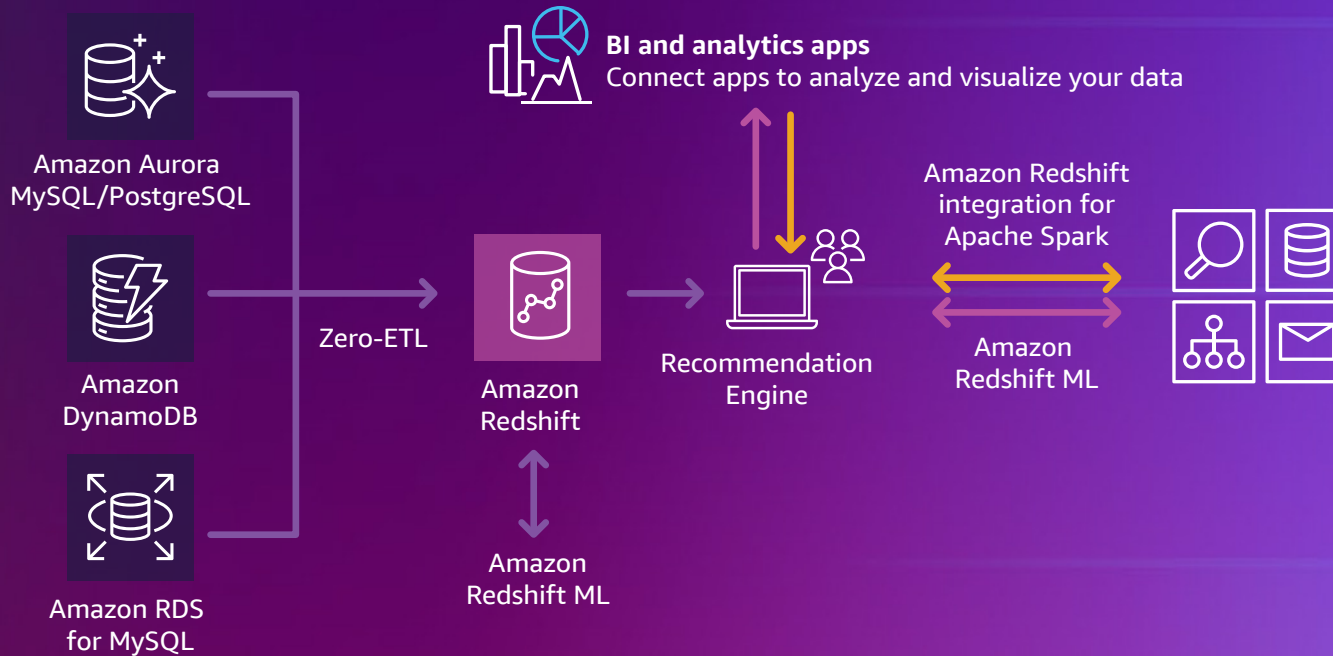 BI and analytics apps
Connect apps to analyze and visualize your data
Amazon Aurora
MySQL/PostgreSQL
Amazon Redshift
integration for
Apache Spark
Zero-ETL
Amazon
DynamoDB
Amazon
Redshift
Recommendation
Engine
Amazon
Redshift ML
Amazon
Redshift ML
Amazon RDS
for MySQL